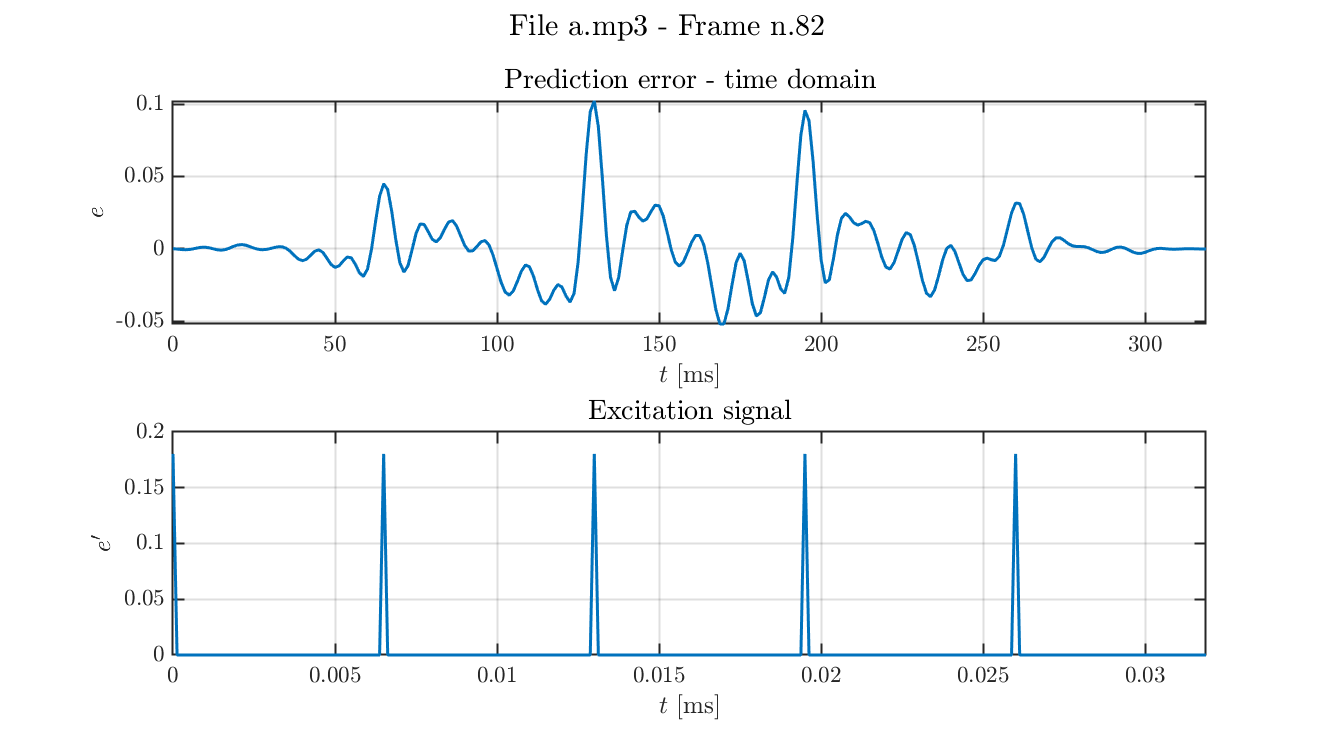 File a.mp3 - Frame n.82
Prediction error - time domain
0.1
0.05
0
-0.05
e
0 50 100 150 200 250 300
t [ms]
Excitation signal
0.2
0.15
0.1
0.05
0
e′
0 0.005 0.01 0.015 0.02 0.025 0.03
t [ms]